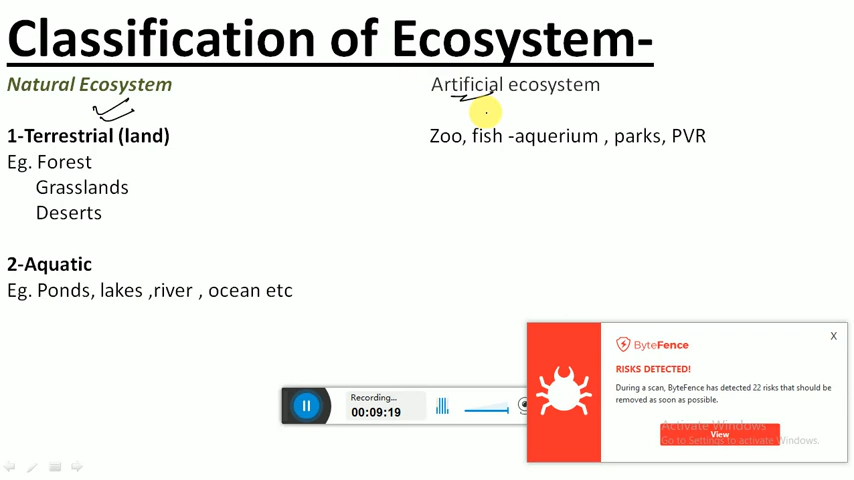 Classification of Ecosystem-
Natural Ecosystem
Artificial ecosystem
1-Terrestrial (land)
Zoo, fish -aquerium , parks, PVR
Eg. Forest
Grasslands
Deserts
2-Aquatic
Eg. Ponds, lakes ,river , ocean etc
X
ByteFence
RISKS DETECTED!
During a scan, ByteFence has detected 22 risks that should be
removed as soon as possible.
Recording...
00:09:19
View
Activate Windows
Go to Settings to activate Windows.